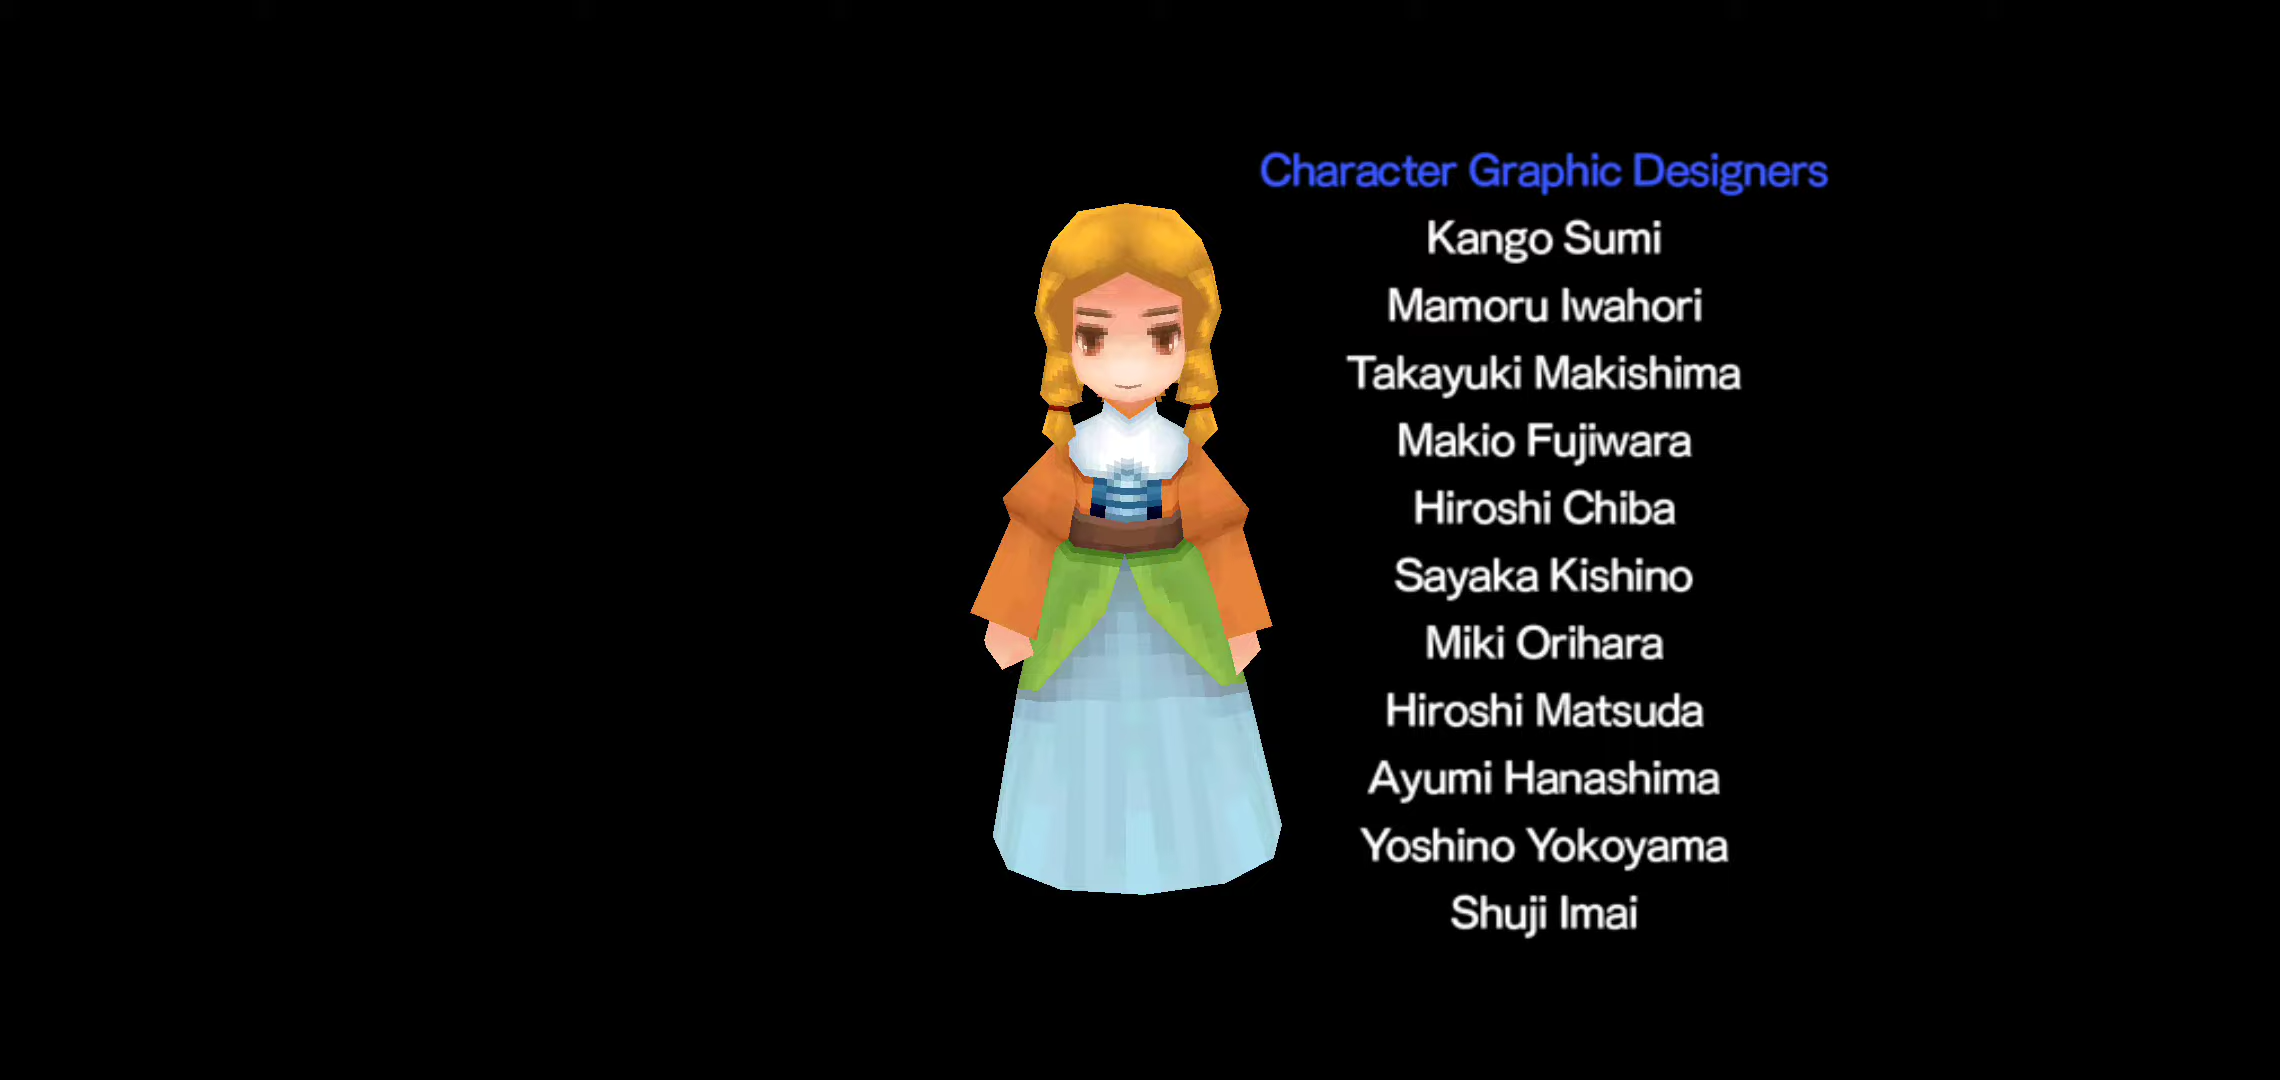 Character Graphic Designers
Kango Sumi
Mamoru Iwahori
Takayuki Makishima
Makio Fujiwara
Hiroshi Chiba
Sayaka Kishino
Miki Orihara
Hiroshi Matsuda
Ayumi Hanashima
Yoshino Yokoyama
Shuji Imai